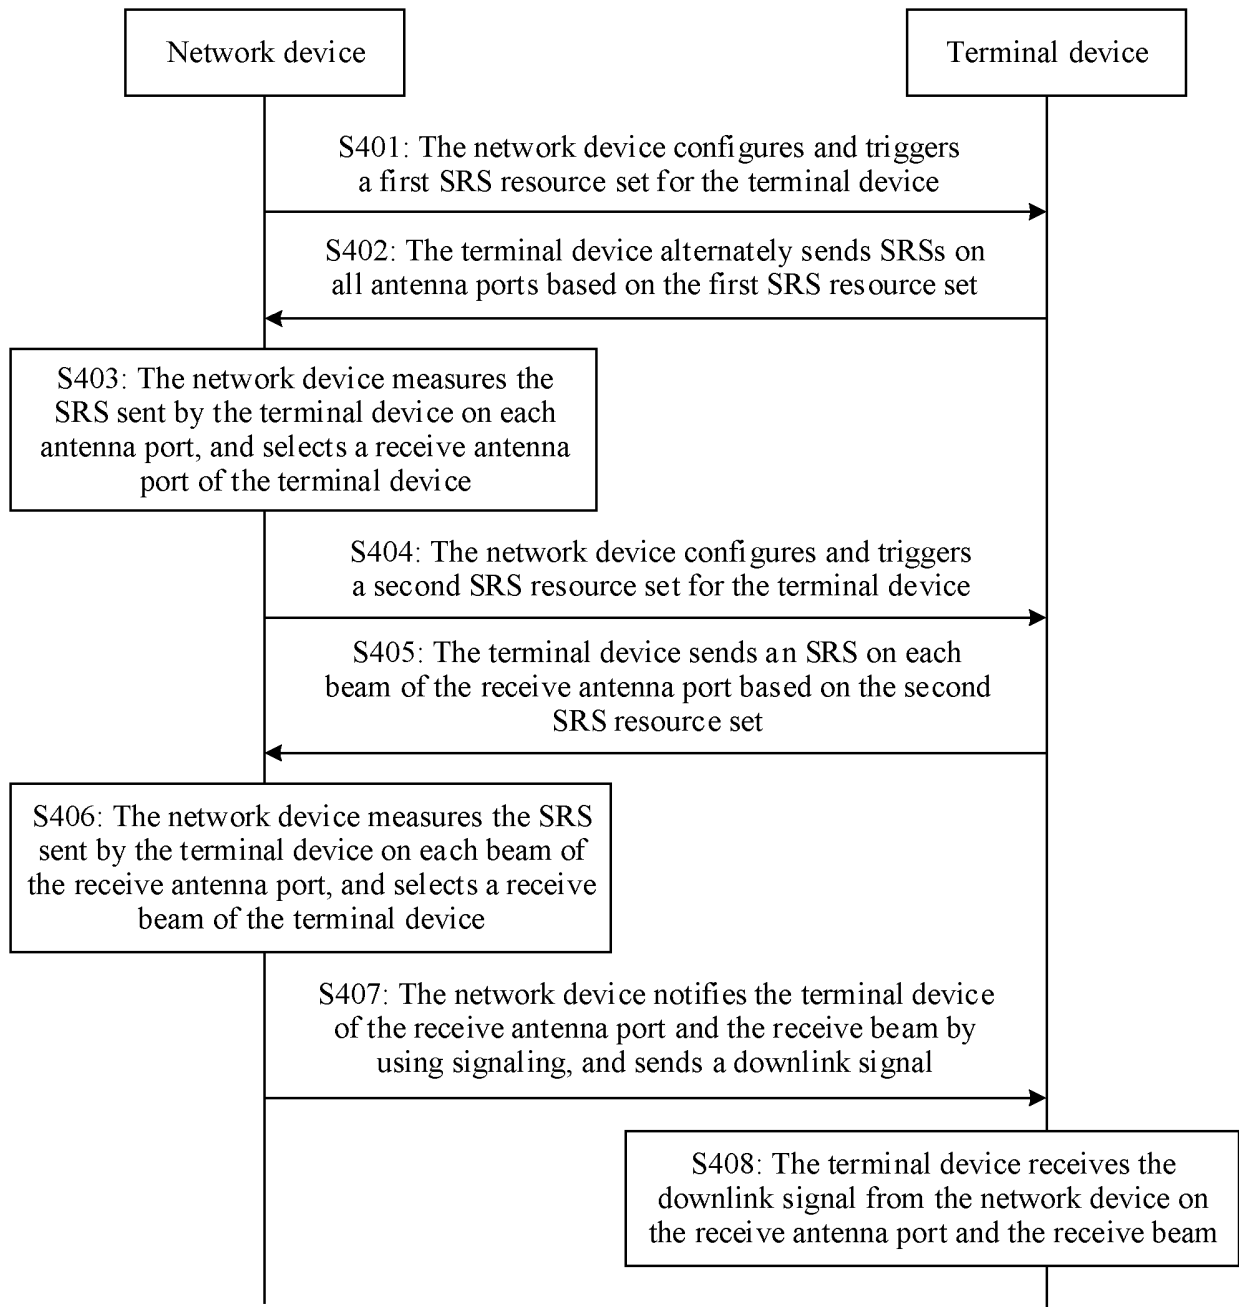 Network device
Terminal device
S401: The network device configures and triggers
a first SRS resource set for the terminal device
S402: The terminal device alternately sends SRSs on
all antenna ports based on the first SRS resource set
S403: The network device measures the
SRS sent by the terminal device on each
antenna port, and selects a receive antenna
port of the terminal device
S404: The network device configures and triggers
a second SRS resource set for the terminal device
S405: The terminal device sends an SRS on each
beam of the receive antenna port based on the second
SRS resource set
S406: The network device measures the SRS
sent by the terminal device on each beam of
the receive antenna port, and selects a receive
beam of the terminal device
S407: The network device notifies the terminal device
of the receive antenna port and the receive beam by
using signaling, and sends a downlink signal
S408: The terminal device receives the
downlink signal from the network device on
the receive antenna port and the receive beam